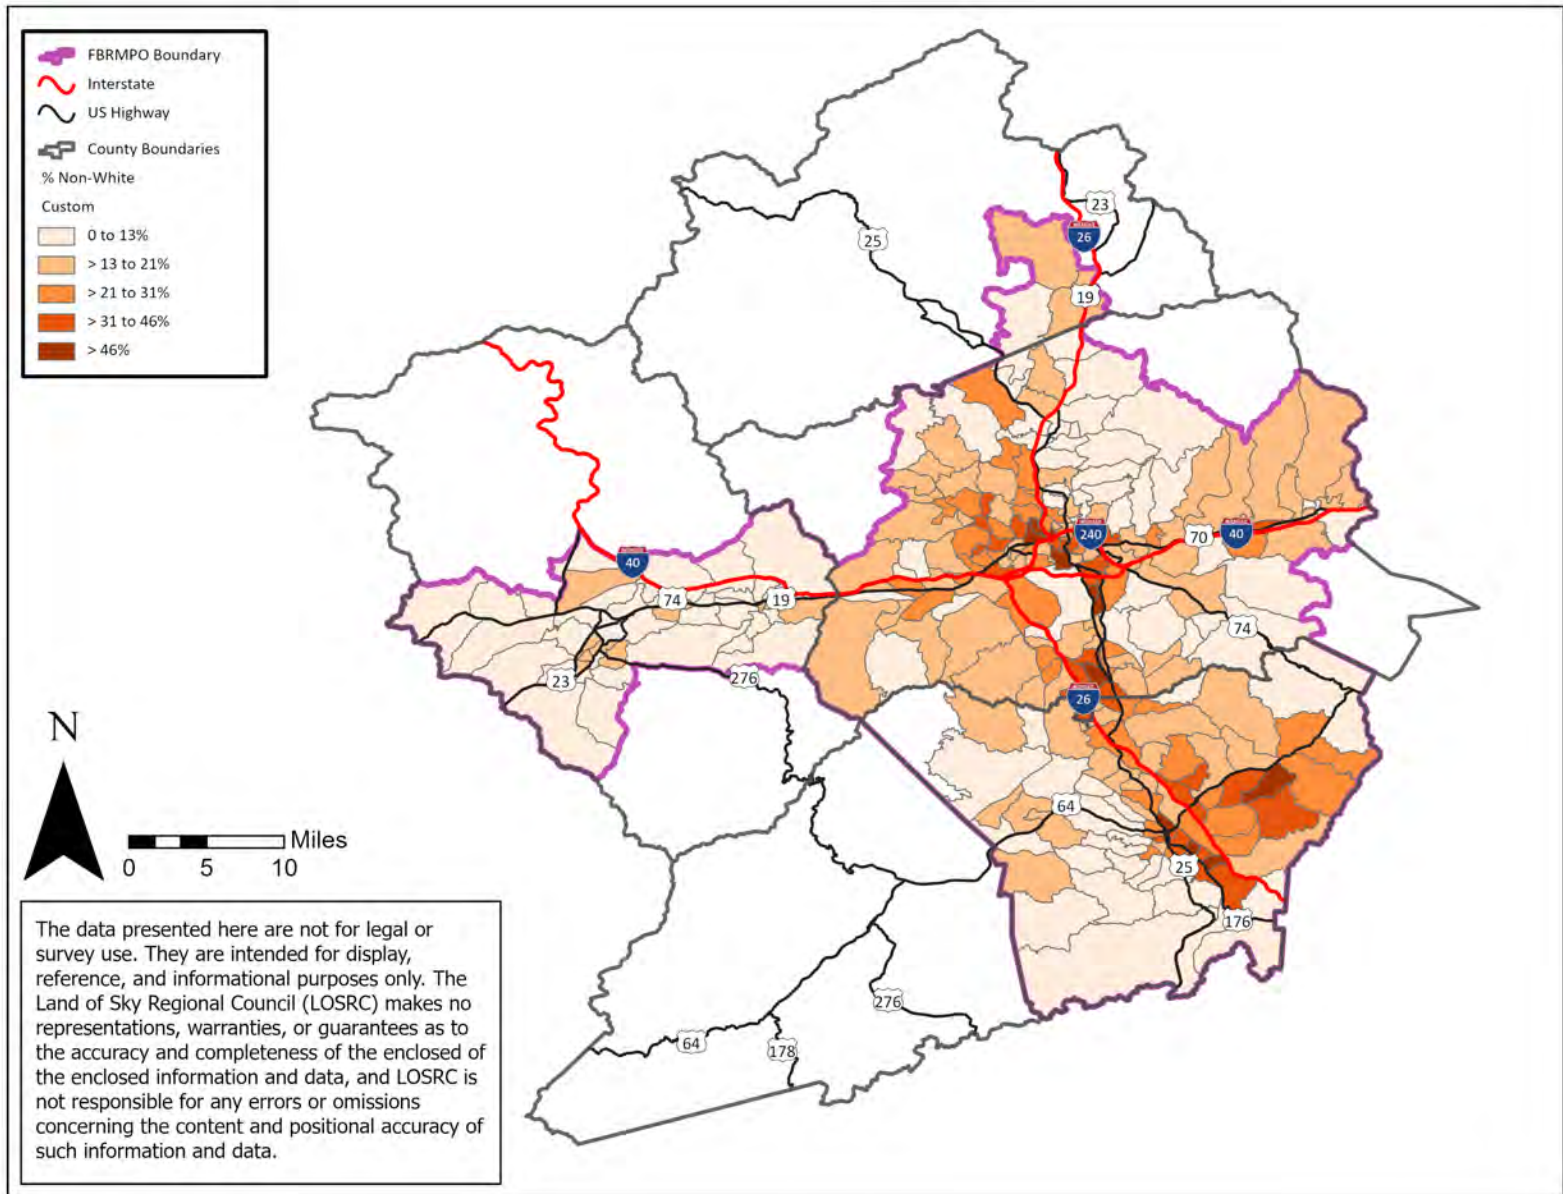 FBRMPO Boundary
Interstate
US Highway
County Boundaries
% Non-White
Custom
0 to 13%
> 13 to 21%
> 21 to 31%
> 31 to 46%
> 46%
23
25
26
19
240
70
40
40
74
19
74
23
276
26
64
25
176
276
64
178
N
Miles
0 5 10
The data presented here are not for legal or
survey use. They are intended for display,
reference, and informational purposes only. The
Land of Sky Regional Council (LOSRC) makes no
representations, warranties, or guarantees as to
the accuracy and completeness of the enclosed of
the enclosed information and data, and LOSRC is
not responsible for any errors or omissions
concerning the content and positional accuracy of
such information and data.